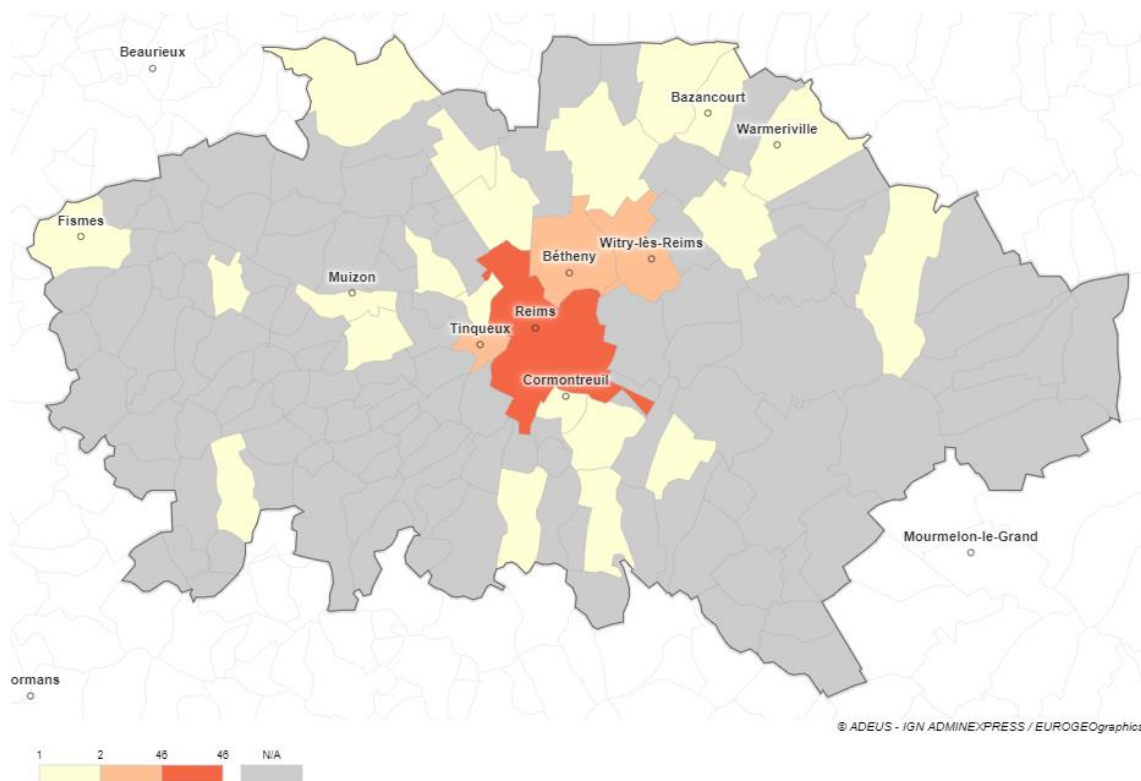 Beaurieux
Bazancourt
Warmeriville
Fismes
Witry-lès-Reims
Bétheny
Muizon
Reims
Tinqueux
Cormontreuil
Mourmelon-le-Grand
ormans
© ADEUS - IGN ADMINEXPRESS / EUROGEOgraphics
1 2 46 46 N/A